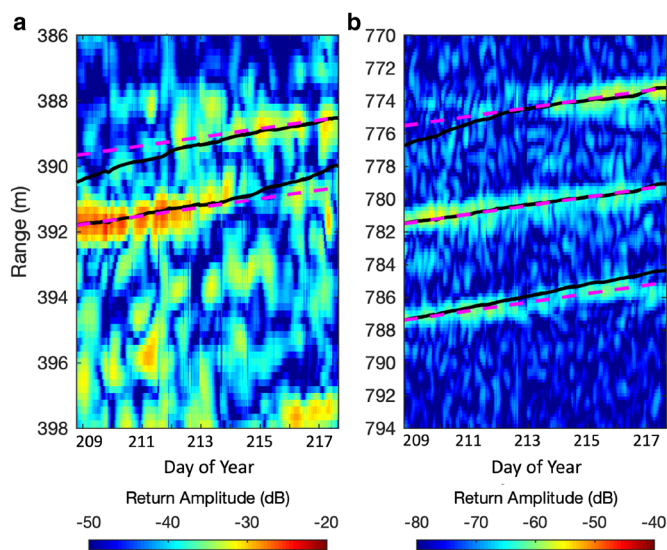 a
386
388
390
392
394
396
398
Range (m)
209 211 213 215 217
Day of Year
Return Amplitude (dB)
-50 -40 -30 -20
b
770
772
774
776
778
780
782
784
786
788
790
792
794
209 211 213 215 217
Day of Year
Return Amplitude (dB)
-80 -70 -60 -50 -40